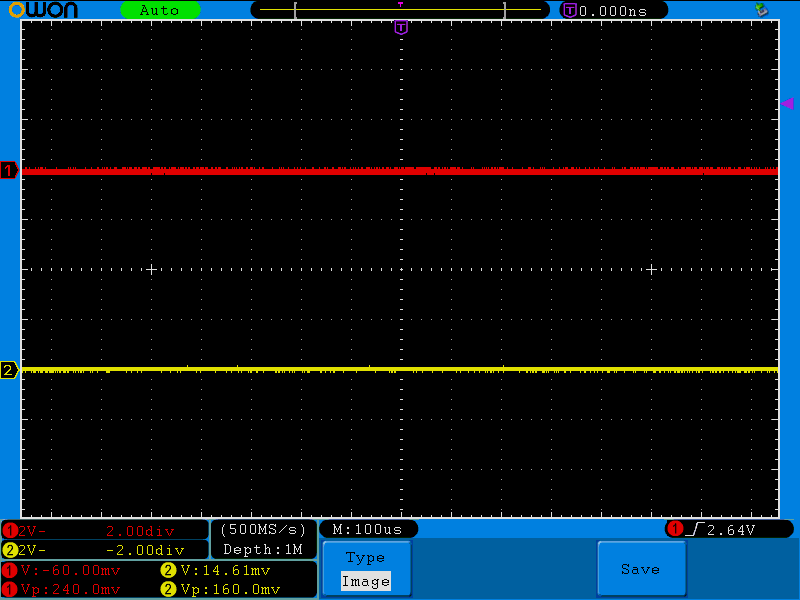 OWON Auto T T 0.000ns
T
1
2
1 2V- 2.00div (500MS/s) M:100us 1 2.64V
2 2V- -2.00div Depth:1M Type
1 V:-60.00mv 2 V:14.61mv Image Save
1 Vp:240.0mv 2 Vp:160.0mv